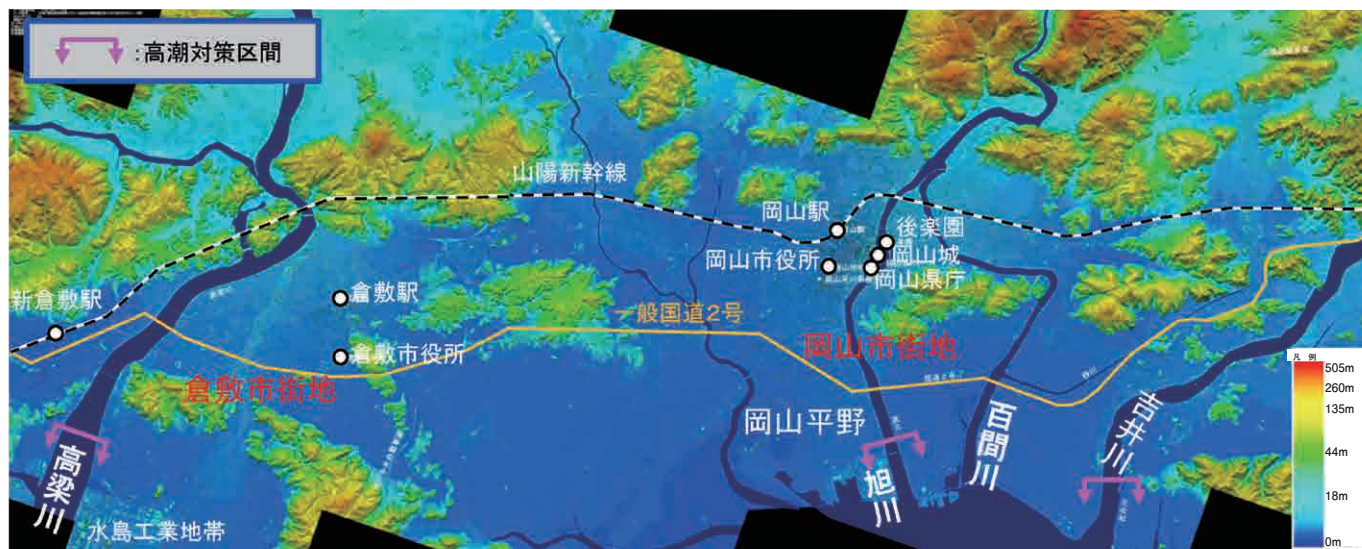 :高潮対策区間
山陽新幹線
岡山駅
後楽園
岡山市役所
岡山城
岡山県庁
新倉敷駅
倉敷駅
一般国道2号
倉敷市役所
岡山市街地
倉敷市街地
岡山平野
百間川
吉井川
高梁川
旭川
水島工業地帯
凡 例
505m
260m
135m
44m
18m
0m